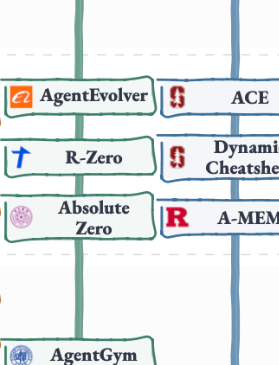 AgentEvolver
ACE
R-Zero
Dynami
Cheatshe
Absolute
Zero
R
A-MEM
AgentGym